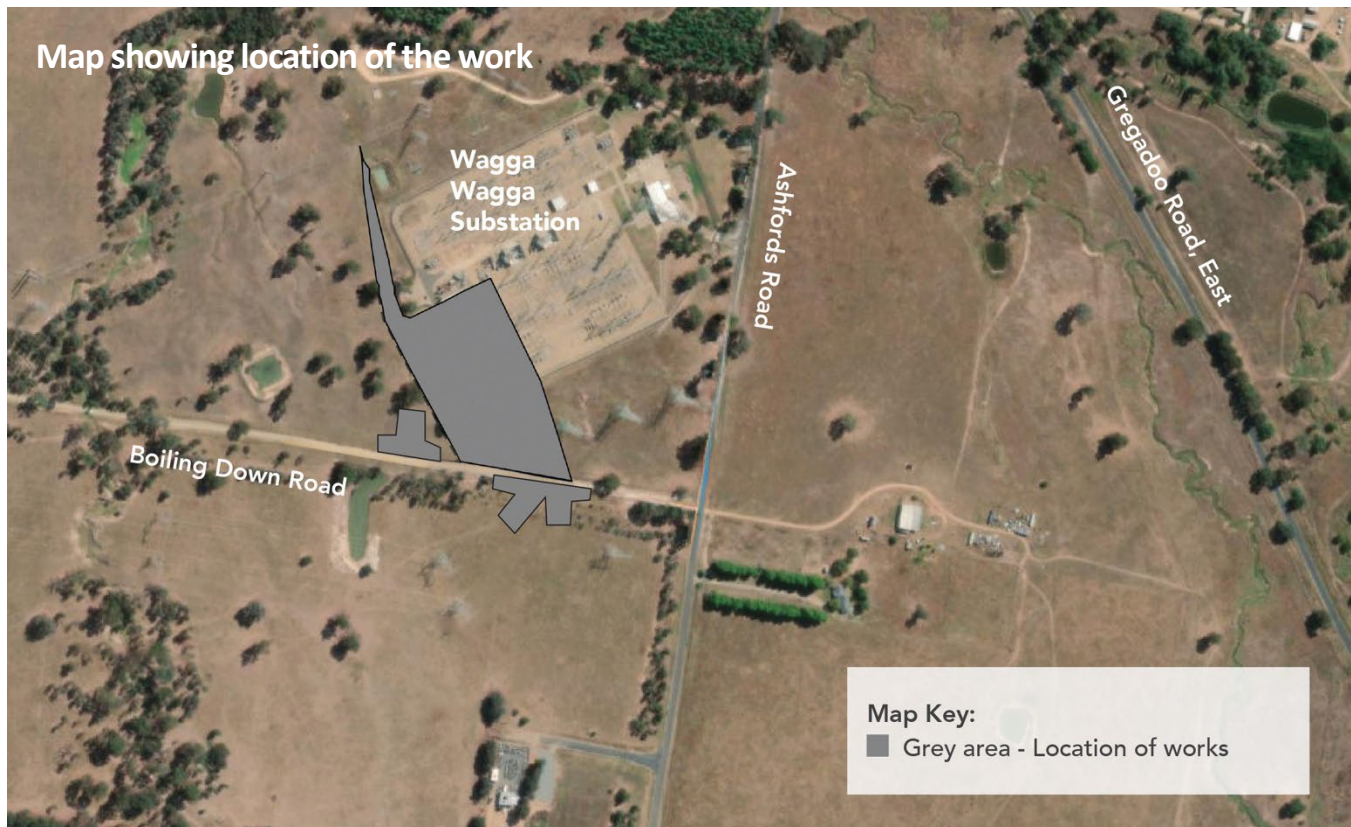 Map showing location of the work
Wagga
Wagga
Substation
Ashfords Road
Gregadoo Road, East
Boiling Down Road
Map Key:
Grey area - Location of works